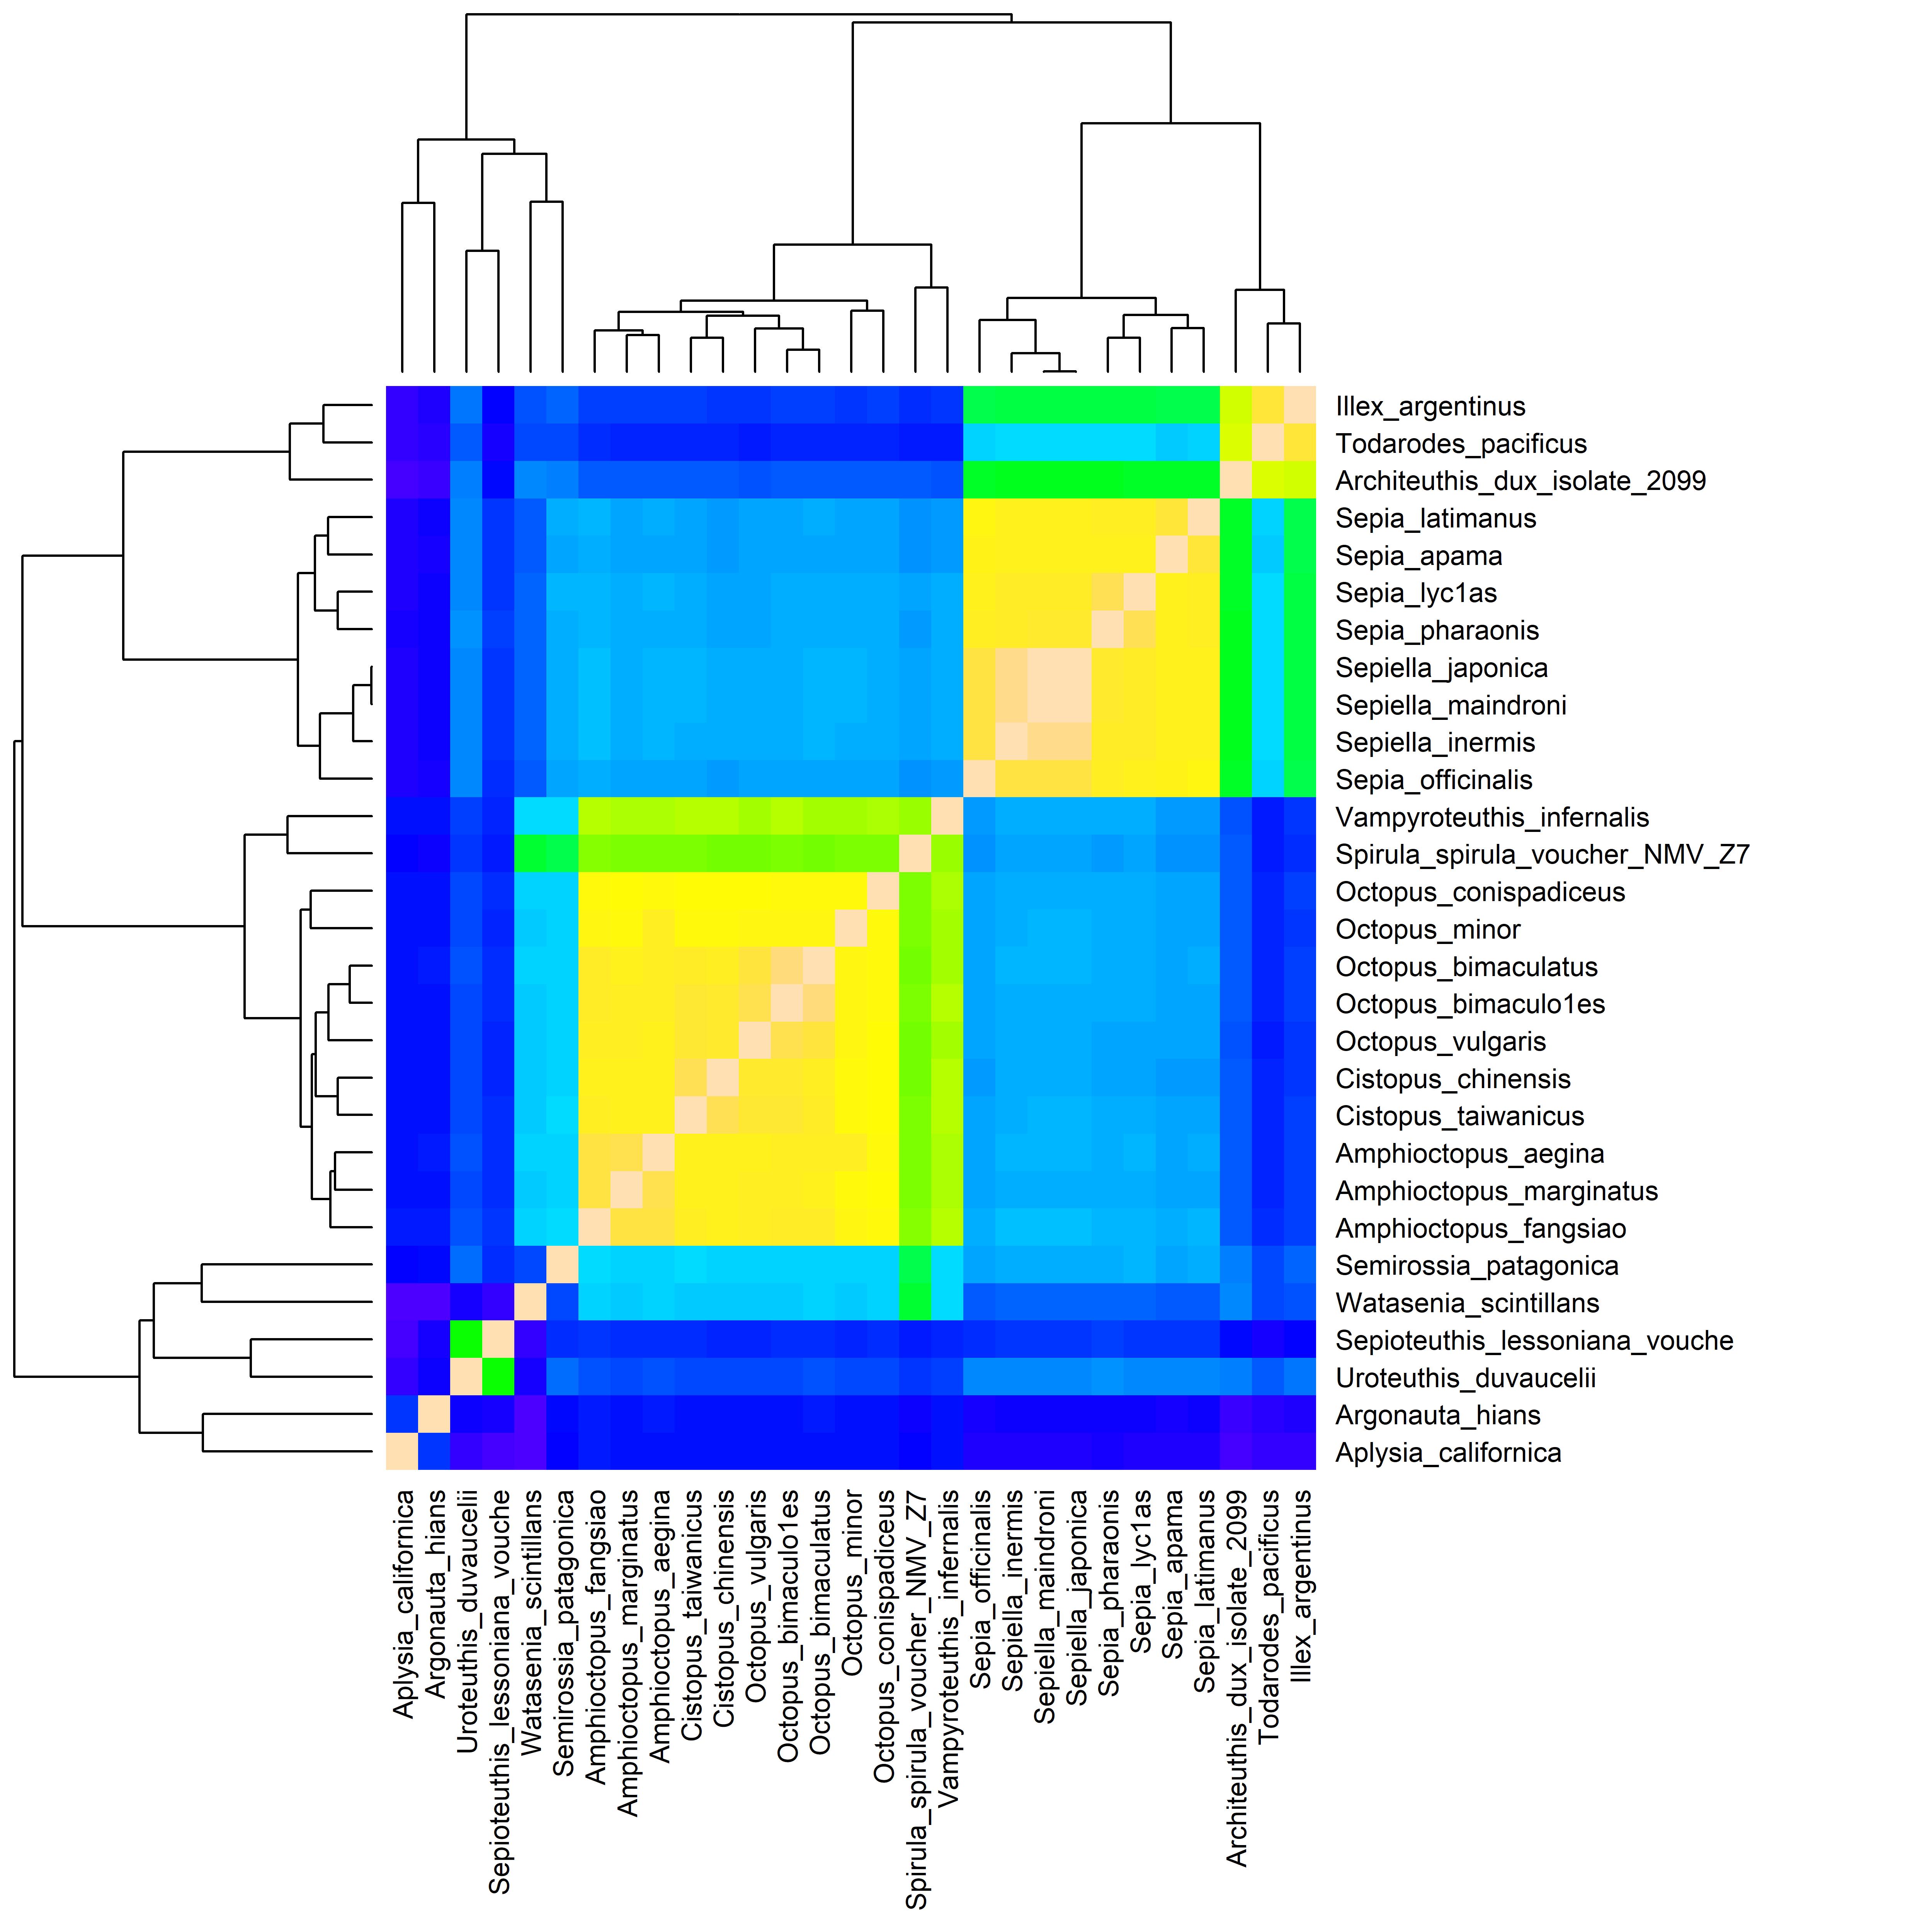 Illex_argentinus
Todarodes_pacificus
Architeuthis_dux_isolate_2099
Sepia_latimanus
Sepia_apama
Sepia_lyc1as
Sepia_pharaonis
Sepiella_japonica
Sepiella_maindroni
Sepiella_inermis
Sepia_officinalis
Vampyroteuthis_infernalis
Spirula_spirula_voucher_NMV_Z7
Octopus_conispadiceus
Octopus_minor
Octopus_bimaculatus
Octopus_bimaculo1es
Octopus_vulgaris
Cistopus_chinensis
Cistopus_taiwanicus
Amphioctopus_aegina
Amphioctopus_marginatus
Amphioctopus_fangsiao
Semirossia_patagonica
Watasenia_scintillans
Sepioteuthis_lessoniana_vouche
Uroteuthis_duvaucelii
Argonauta_hians
Aplysia_californica
Aplysia_californica
Argonauta_hians
Uroteuthis_duvaucelii
Sepioteuthis_lessoniana_vouche
Watasenia_scintillans
Semirossia_patagonica
Amphioctopus_fangsiao
Amphioctopus_marginatus
Amphioctopus_aegina
Cistopus_taiwanicus
Cistopus_chinensis
Octopus_vulgaris
Octopus_bimaculo1es
Octopus_bimaculatus
Octopus_minor
Octopus_conispadiceus
Spirula_spirula_voucher_NMV_Z7
Vampyroteuthis_infernalis
Sepia_officinalis
Sepiella_inermis
Sepiella_maindroni
Sepiella_japonica
Sepia_pharaonis
Sepia_lyc1as
Sepia_apama
Sepia_latimanus
Architeuthis_dux_isolate_2099
Todarodes_pacificus
Illex_argentinus